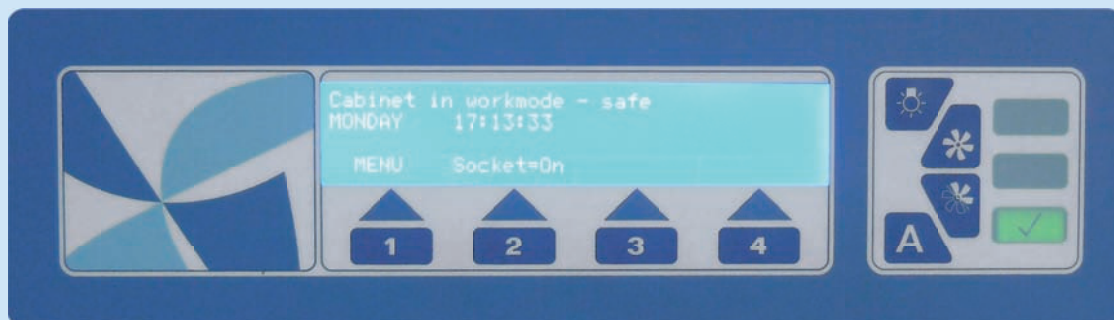 Cabinet in workmode - safe
MONDAY 17:13:33
MENU Socket=On
1 2 3 4
A